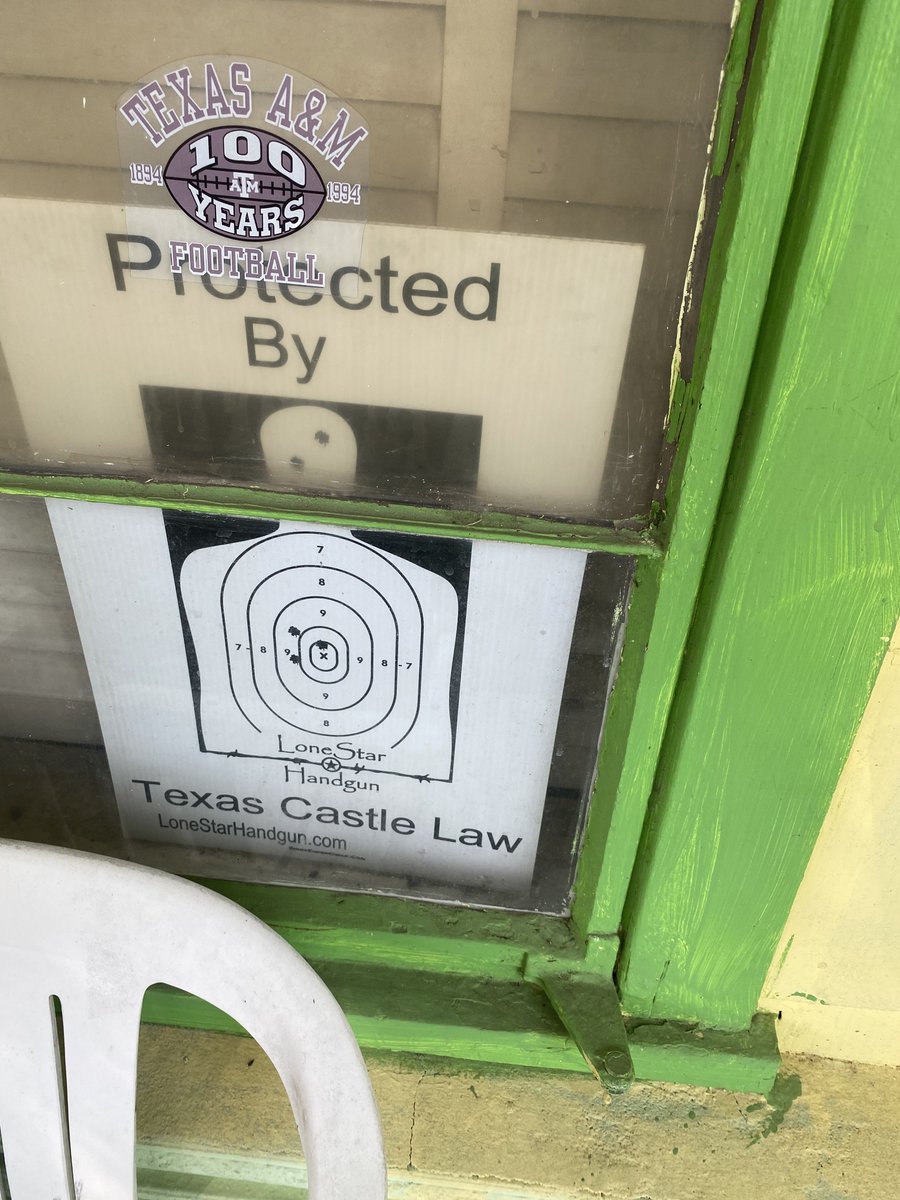 TEXAS A&M
1894 100 1994
ATM
YEARS
FOOTBALL
Protected
By
7
8
9
7 - 8 9 x 9 8 - 7
9
8
LoneStar
Handgun
Texas Castle Law
LoneStarHandgun.com